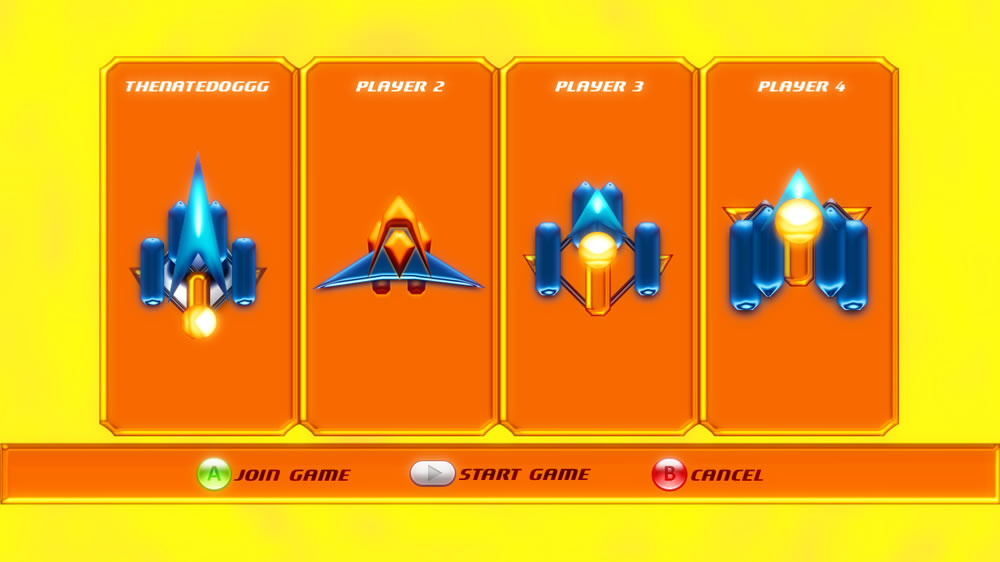 THENATEDOGGG
PLAYER 2
PLAYER 3
PLAYER 4
A JOIN GAME
START GAME
B CANCEL